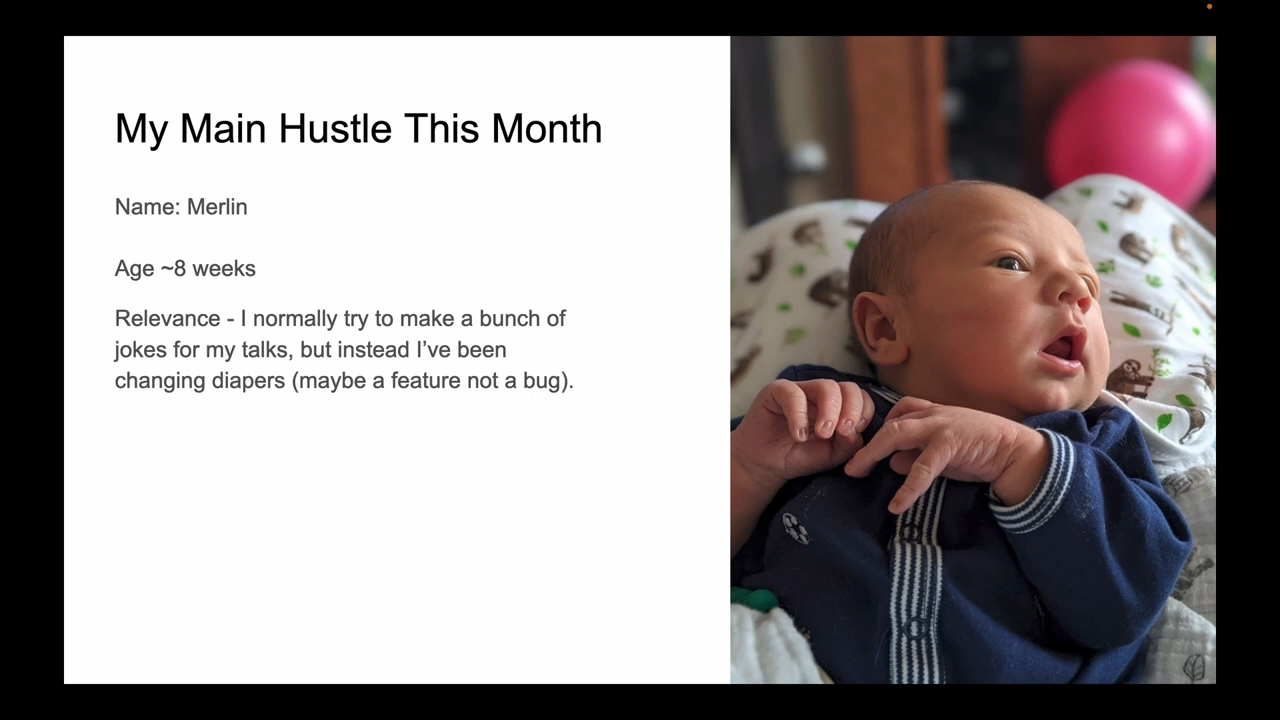 My Main Hustle This Month
Name: Merlin
Age ~8 weeks
Relevance - I normally try to make a bunch of
jokes for my talks, but instead I’ve been
changing diapers (maybe a feature not a bug).